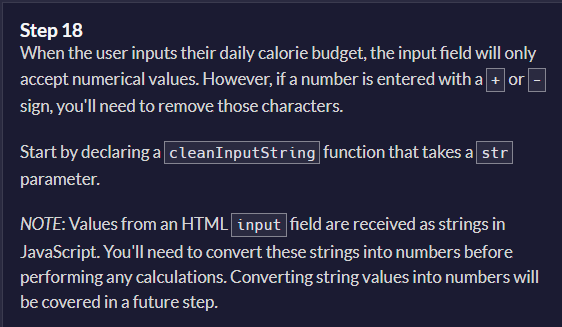 Step 18
When the user inputs their daily calorie budget, the input field will only
accept numerical values. However, if a number is entered with a + or -
sign, you'll need to remove those characters.
Start by declaring a cleanInputString function that takes a str
parameter.
NOTE: Values from an HTML input field are received as strings in
JavaScript. You'll need to convert these strings into numbers before
performing any calculations. Converting string values into numbers will
be covered in a future step.